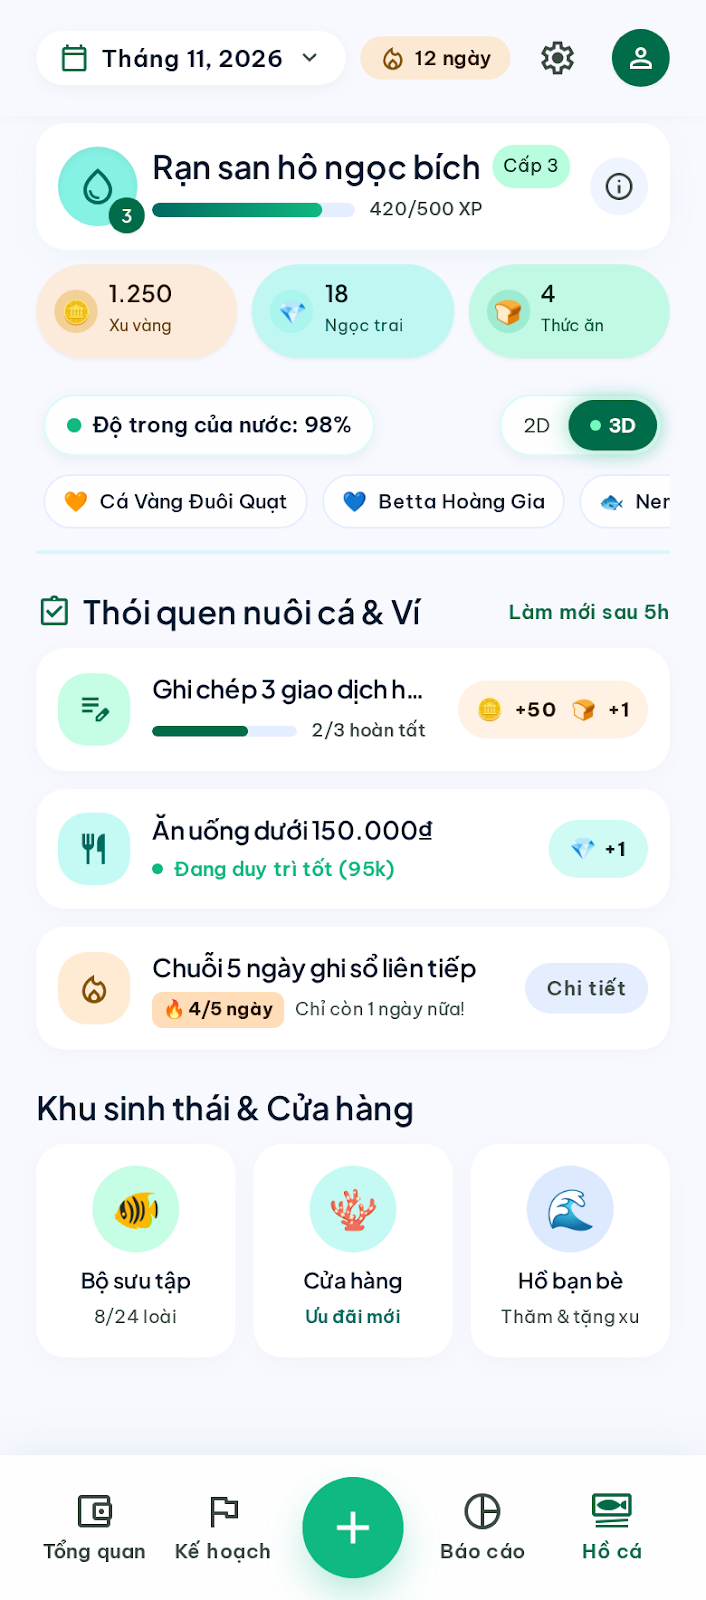 Tháng 11, 2026
12 ngày
Rạn san hô ngọc bích
Cấp 3
3
420/500 XP
1.250
Xu vàng
18
Ngọc trai
4
Thức ăn
Độ trong của nước: 98%
2D
3D
Cá Vàng Đuôi Quạt
Betta Hoàng Gia
Ner
Thói quen nuôi cá & Ví
Làm mới sau 5h
Ghi chép 3 giao dịch h...
2/3 hoàn tất
+50
+1
Ăn uống dưới 150.000₫
Đang duy trì tốt (95k)
+1
Chuỗi 5 ngày ghi sổ liên tiếp
4/5 ngày
Chỉ còn 1 ngày nữa!
Chi tiết
Khu sinh thái & Cửa hàng
Bộ sưu tập
8/24 loài
Cửa hàng
Ưu đãi mới
Hồ bạn bè
Thăm & tặng xu
Tổng quan
Kế hoạch
Báo cáo
Hồ cá